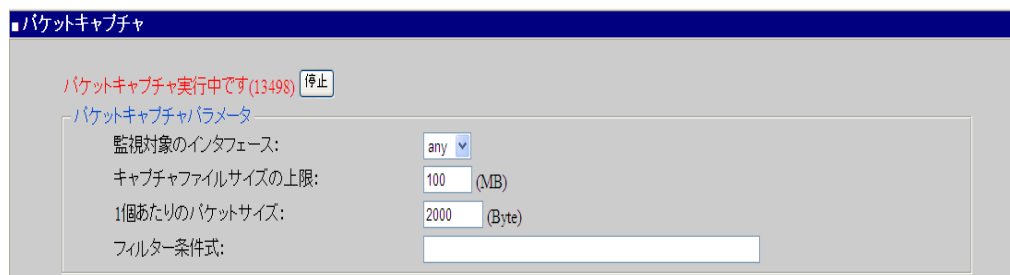 ■パケットキャプチャ
パケットキャプチャ実行中です(13498) 停止
パケットキャプチャパラメータ
監視対象のインタフェース: any
キャプチャファイルサイズの上限: 100 (MB)
1個あたりのパケットサイズ: 2000 (Byte)
フィルター条件式: